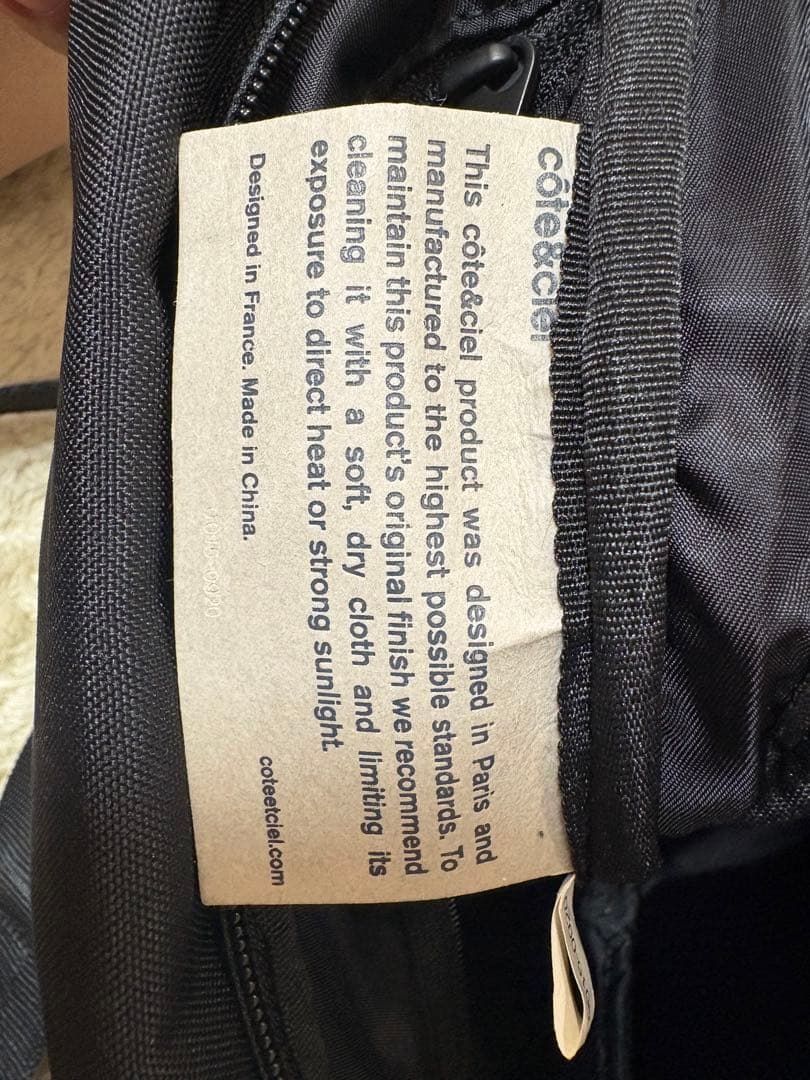 côte&ciel
This côte&ciel product was designed in Paris and
manufactured to the highest possible standards. To
maintain this product's original finish we recommend
cleaning it with a soft, dry cloth and limiting its
exposure to direct heat or strong sunlight.
Designed in France. Made in China.
coteetciel.com